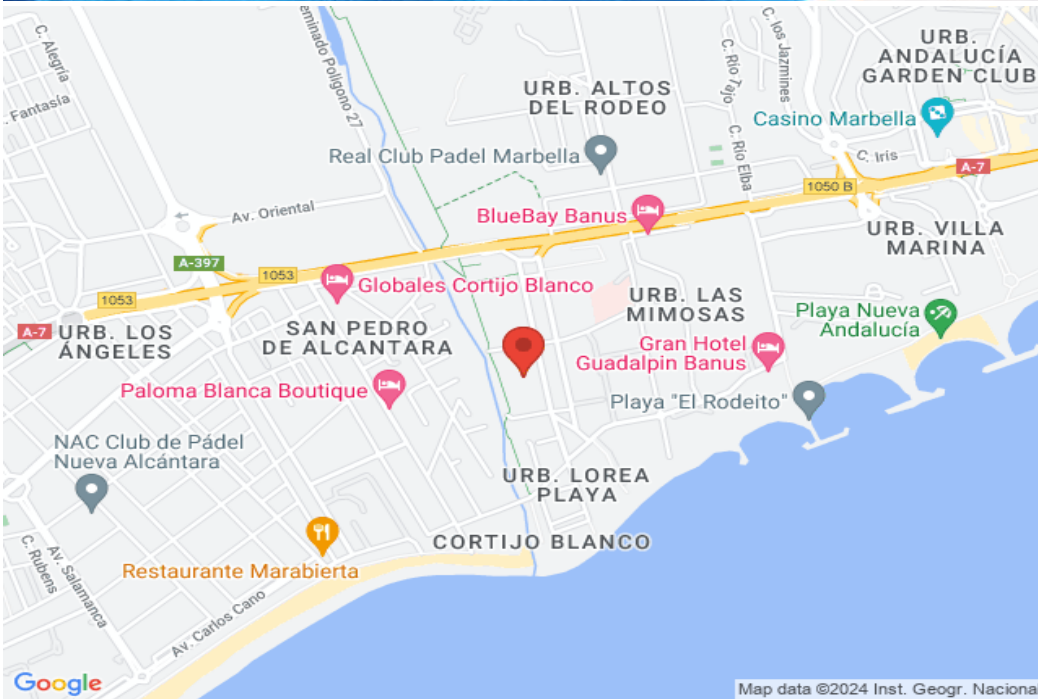 C. Alegría
Fantasía
eminado Polígono 27
URB. ALTOS
DEL RODEO
C. Río Tajo
C. los Jazmines
URB.
ANDALUCÍA
GARDEN CLUB
Casino Marbella
Real Club Padel Marbella
C. Río Elba
C. Iris
A-7
1050 B
Av. Oriental
BlueBay Banus
URB. VILLA
MARINA
A-397
1053
Globales Cortijo Blanco
1053
A-7
URB. LOS
ÁNGELES
SAN PEDRO
DE ALCANTARA
URB. LAS
MIMOSAS
Playa Nueva
Andalucía
Gran Hotel
Guadalpin Banus
Paloma Blanca Boutique
Playa "El Rodeito"
NAC Club de Pádel
Nueva Alcántara
URB. LOREA
PLAYA
CORTIJO BLANCO
C. Rubens
Av. Salamanca
Restaurante Marabierta
Av. Carlos Cano
Google
Map data ©2024 Inst. Geogr. Naciona